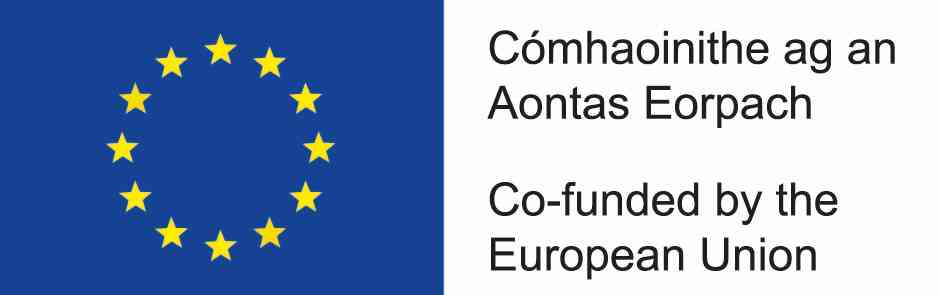 Cómhaoinithe ag an
Aontas Eorpach
Co-funded by the
European Union